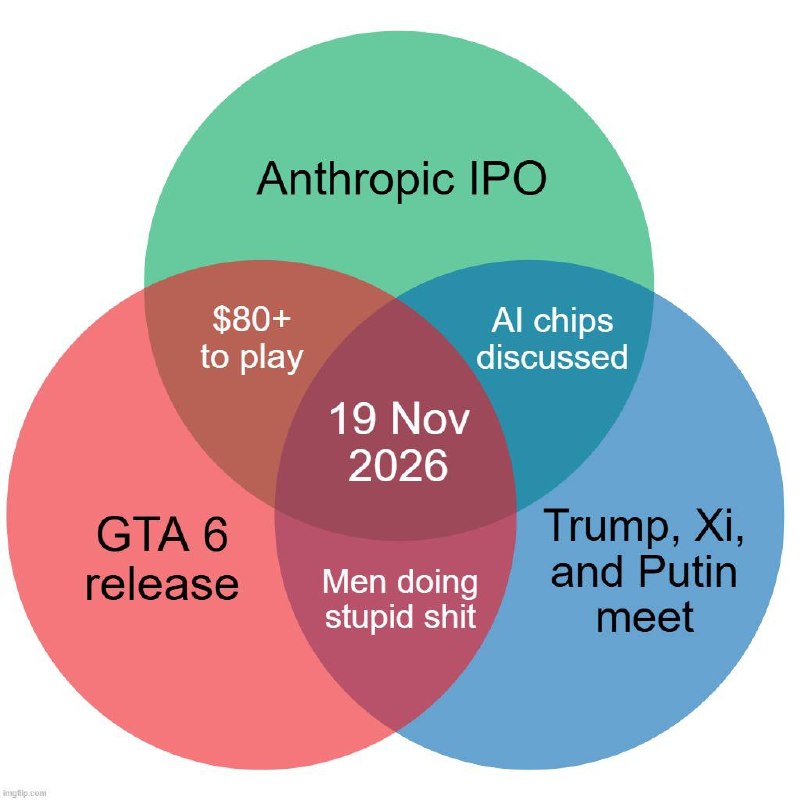 Anthropic IPO
$80+
to play
AI chips
discussed
19 Nov
2026
GTA 6
release
Trump, Xi,
and Putin
meet
Men doing
stupid shit
imgflip.com